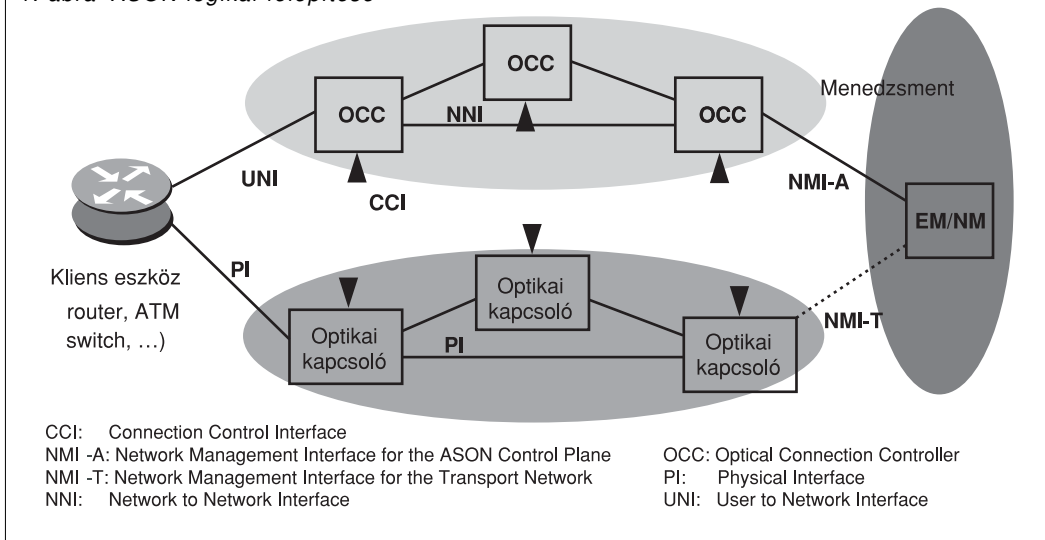 1. ábra ASON logikai felépítése
OCC
OCC
OCC
NNI
UNI
CCI
Menedzsment
NMI-A
EM/NM
Kliens eszköz
router, ATM
switch, …)
PI
Optikai
kapcsoló
Optikai
kapcsoló
Optikai
kapcsoló
PI
NMI-T
CCI: Connection Control Interface
NMI -A: Network Management Interface for the ASON Control Plane
NMI -T: Network Management Interface for the Transport Network
NNI: Network to Network Interface
OCC: Optical Connection Controller
PI: Physical Interface
UNI: User to Network Interface